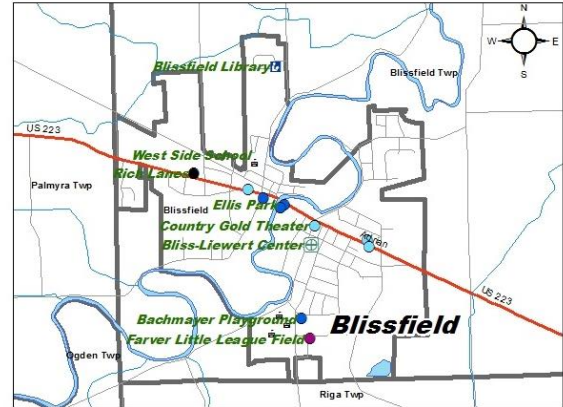 N
W E
S
Blissfield Library
Blissfield Twp
US 223
West Side School
Rick Lanes
Palmyra Twp
Blissfield
Ellis Park
Country Gold Theater
Bliss-Liewert Center
Adrian
US 223
Bachmayer Playground
Blissfield
Farver Little League Field
Ogden Twp
Riga Twp